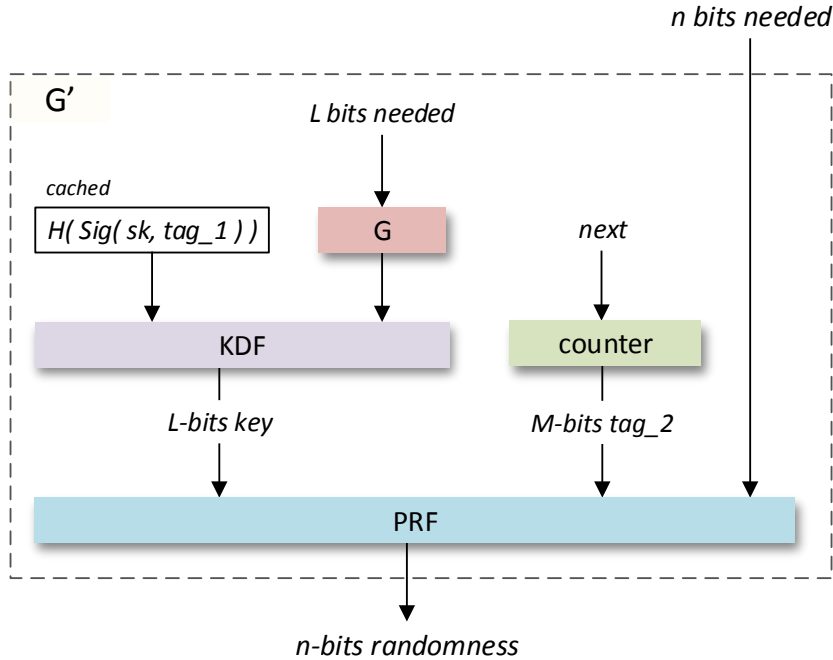 n bits needed
G’
L bits needed
cached
H( Sig( sk, tag_1 ) )
G
next
KDF
counter
L-bits key
M-bits tag_2
PRF
n-bits randomness